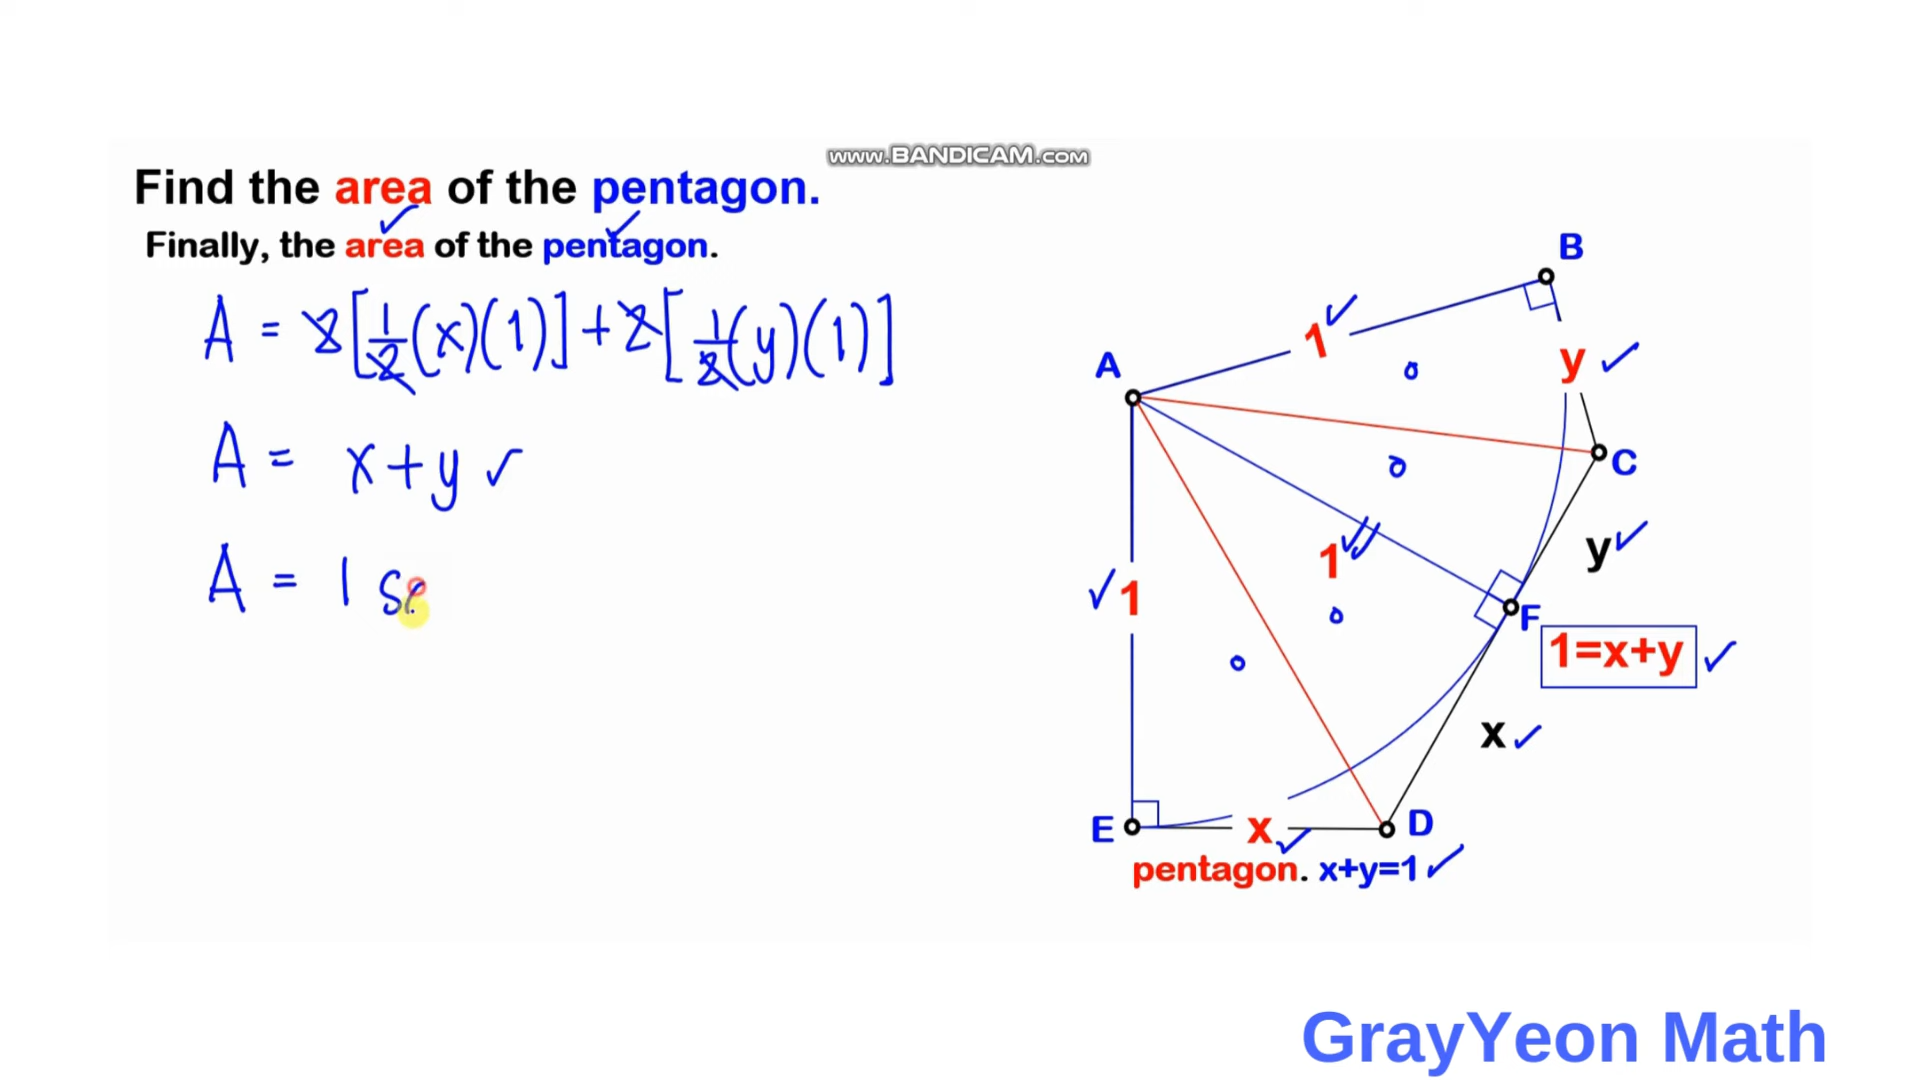 www.BANDICAM.com
Find the area of the pentagon.
Finally, the area of the pentagon.
A = 2[1/2(x)(1)]+2[1/2(y)(1)]
A = x+y ✓
A = 1
B
1
y
A
C
y
1
1
F
1=x+y
x
E
x
D
pentagon. x+y=1
GrayYeon Math